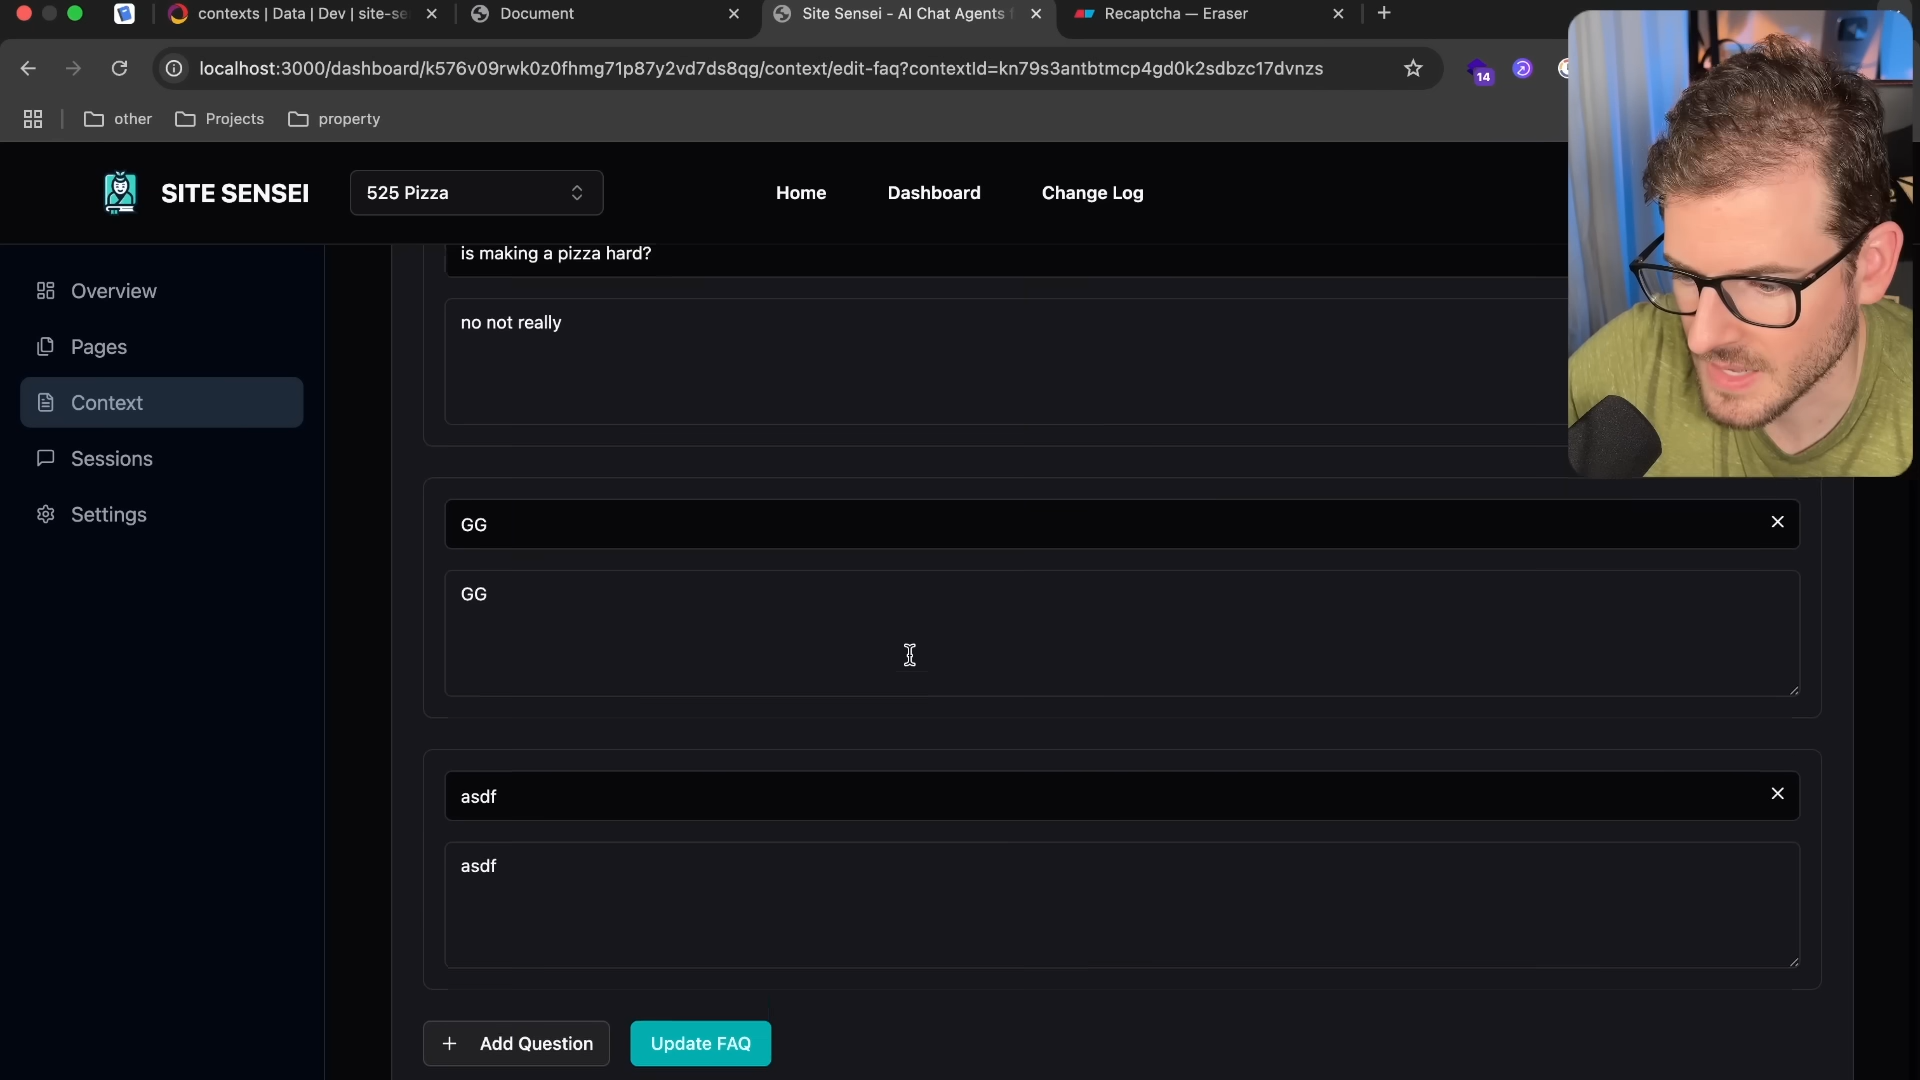 contexts | Data | Dev | site-se
Document
Site Sensei - AI Chat Agents
Recaptcha — Eraser
localhost:3000/dashboard/k576v09rwk0z0fhmg71p87y2vd7ds8qg/context/edit-faq?contextId=kn79s3antbtmcp4gd0k2sdbzc17dvnzs
14
other
Projects
property
SITE SENSEI
525 Pizza
Home
Dashboard
Change Log
Overview
Pages
Context
Sessions
Settings
is making a pizza hard?
no not really
GG
GG
asdf
asdf
Add Question
Update FAQ